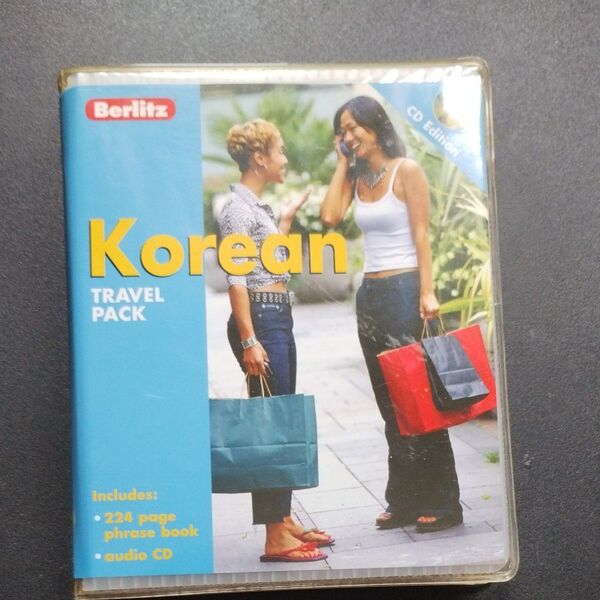 Berlitz
CD Edition
Korean
TRAVEL
PACK
Includes:
• 224 page
phrase book
• audio CD